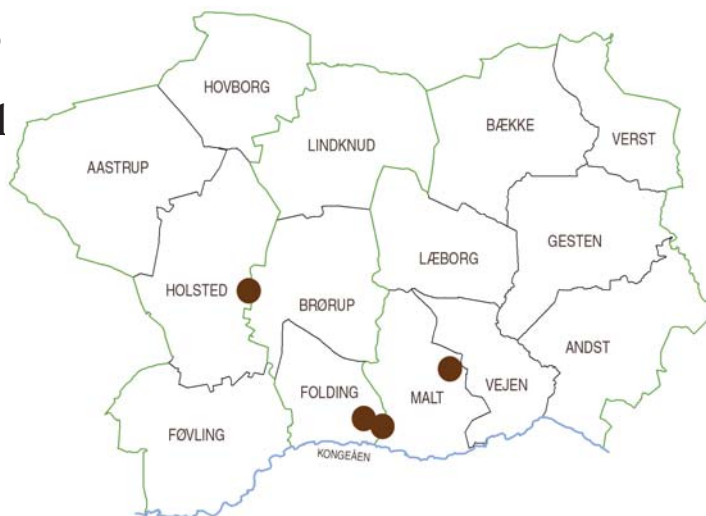 HOVBORG
BÆKKE
VERST
LINDKNUD
AASTRUP
GESTEN
LÆBORG
HOLSTED
BRØRUP
ANDST
FOLDING
MALT
VEJEN
FØVLING
KONGEÅEN